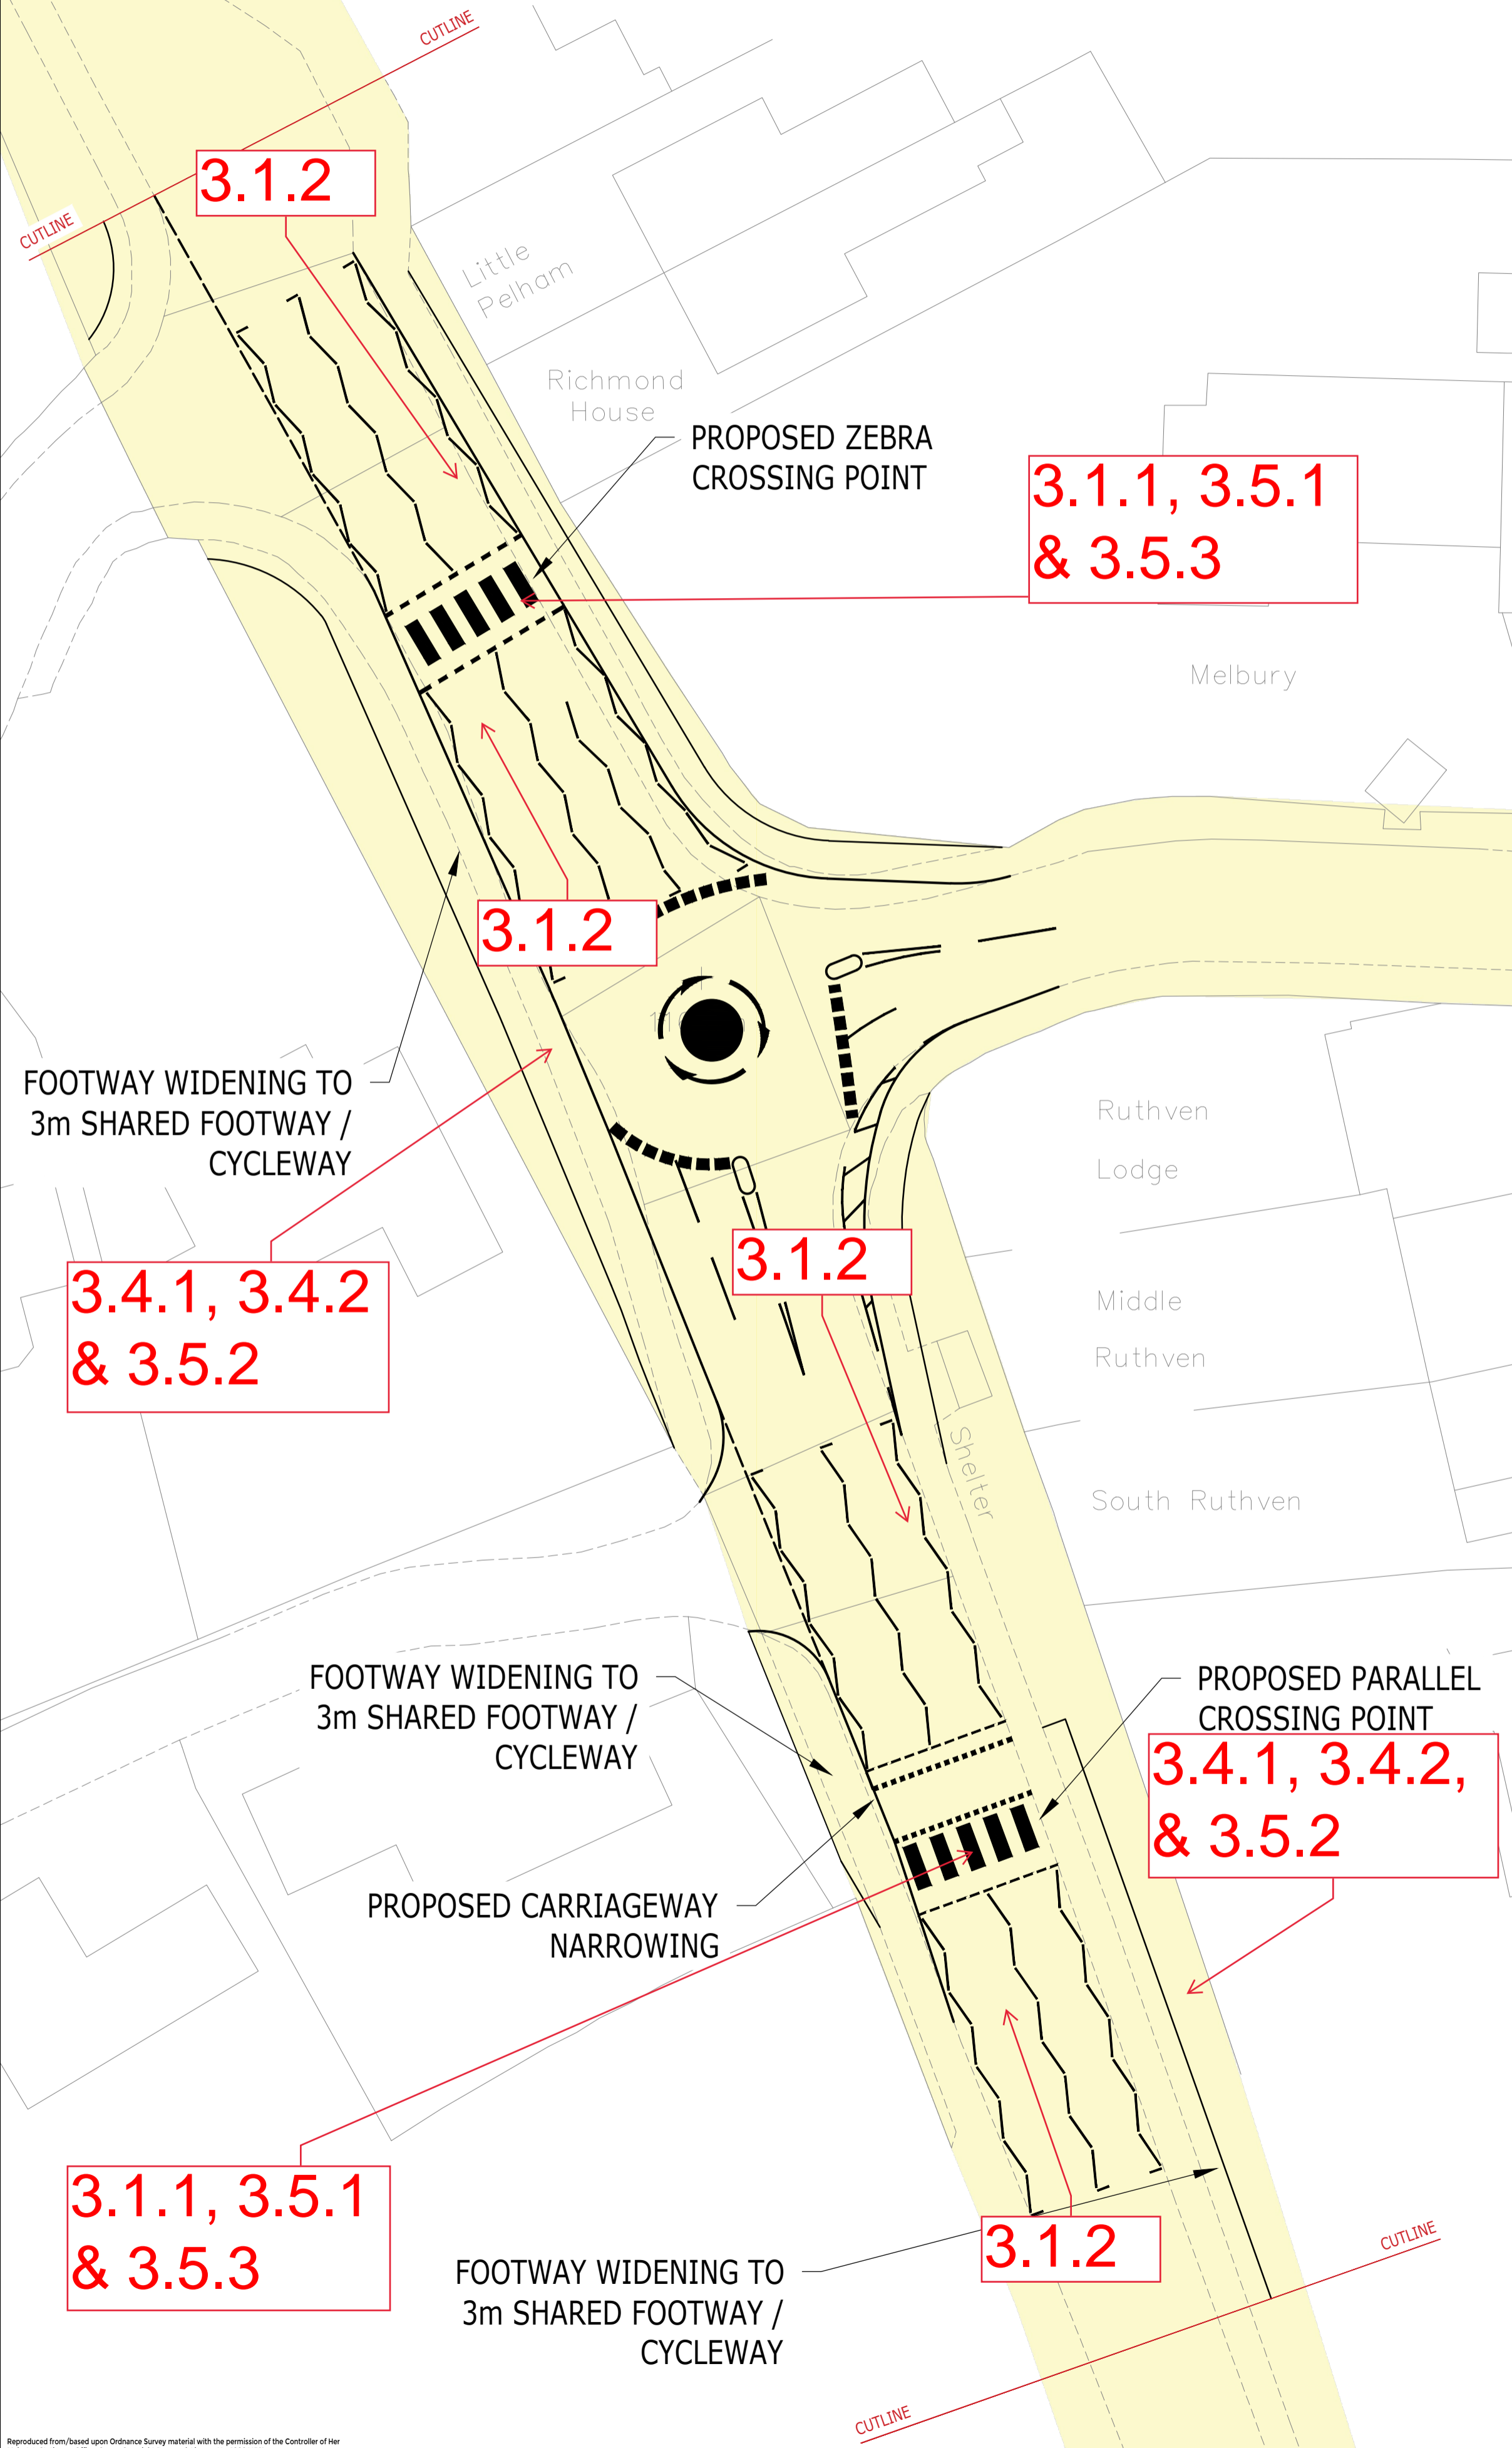 CUTLINE
3.1.2
CUTLINE
Little
Pelham
Richmond
House
PROPOSED ZEBRA
CROSSING POINT
3.1.1, 3.5.1
& 3.5.3
Melbury
3.1.2
FOOTWAY WIDENING TO
3m SHARED FOOTWAY /
CYCLEWAY
Ruthven
Lodge
3.1.2
3.4.1, 3.4.2
& 3.5.2
Middle
Ruthven
Shelter
South Ruthven
FOOTWAY WIDENING TO
3m SHARED FOOTWAY /
CYCLEWAY
PROPOSED PARALLEL
CROSSING POINT
3.4.1, 3.4.2,
& 3.5.2
PROPOSED CARRIAGEWAY
NARROWING
3.1.1, 3.5.1
& 3.5.3
3.1.2
FOOTWAY WIDENING TO
3m SHARED FOOTWAY /
CYCLEWAY
CUTLINE
CUTLINE
Reproduced from/based upon Ordnance Survey material with the permission of the Controller of Her